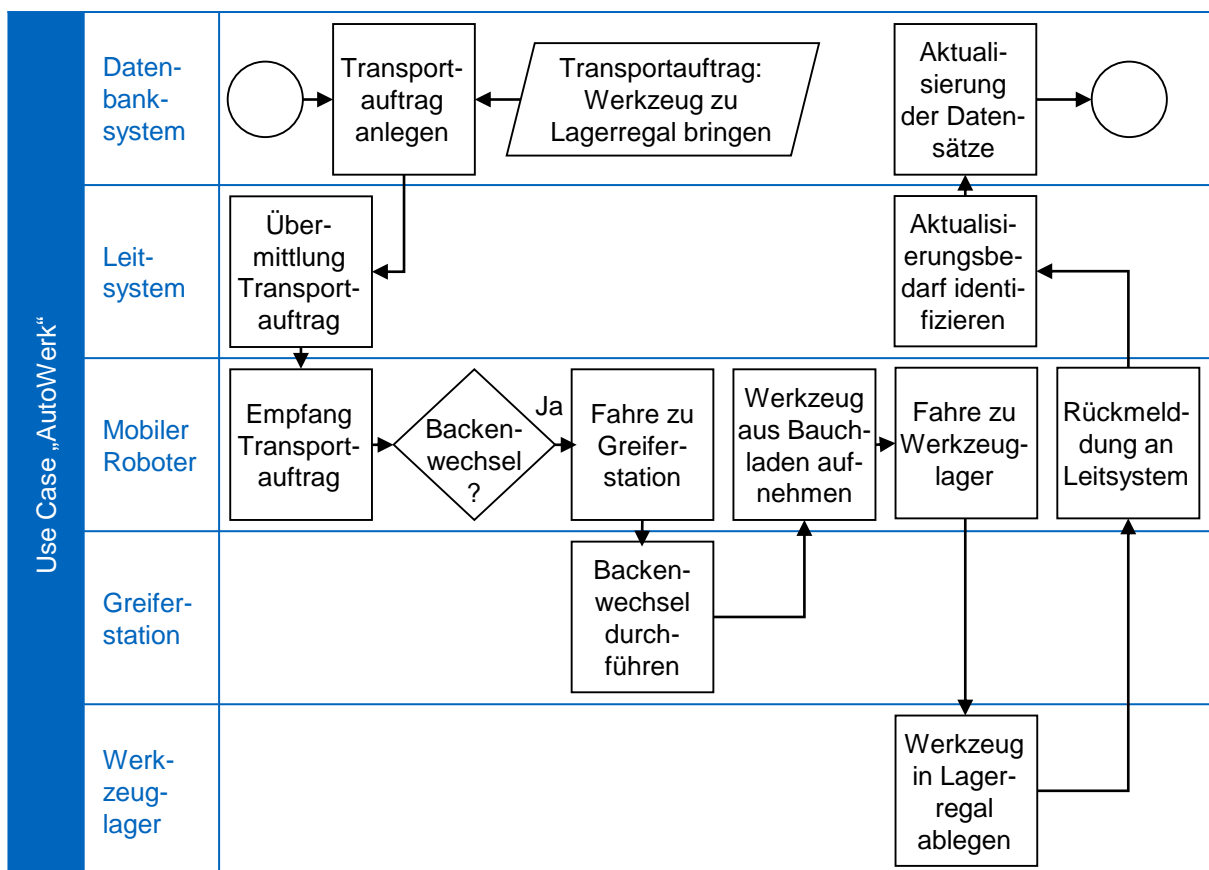 Use Case „AutoWerk“
Daten-
bank-
system
Transport-
auftrag
anlegen
Transportauftrag:
Werkzeug zu
Lagerregal bringen
Aktuali-
sierung
der Daten-
sätze
Leit-
system
Über-
mittlung
Transport-
auftrag
Aktualisi-
erungsbe-
darf identi-
fizieren
Mobiler
Roboter
Empfang
Transport-
auftrag
Backen-
wechsel
?
Ja
Fahre zu
Greifer-
station
Werkzeug
aus Bauch-
laden auf-
nehmen
Fahre zu
Werkzeug-
lager
Rückmeld-
dung an
Leitsystem
Greifer-
station
Backen-
wechsel
durch-
führen
Werk-
zeug-
lager
Werkzeug
in Lager-
regal
ablegen